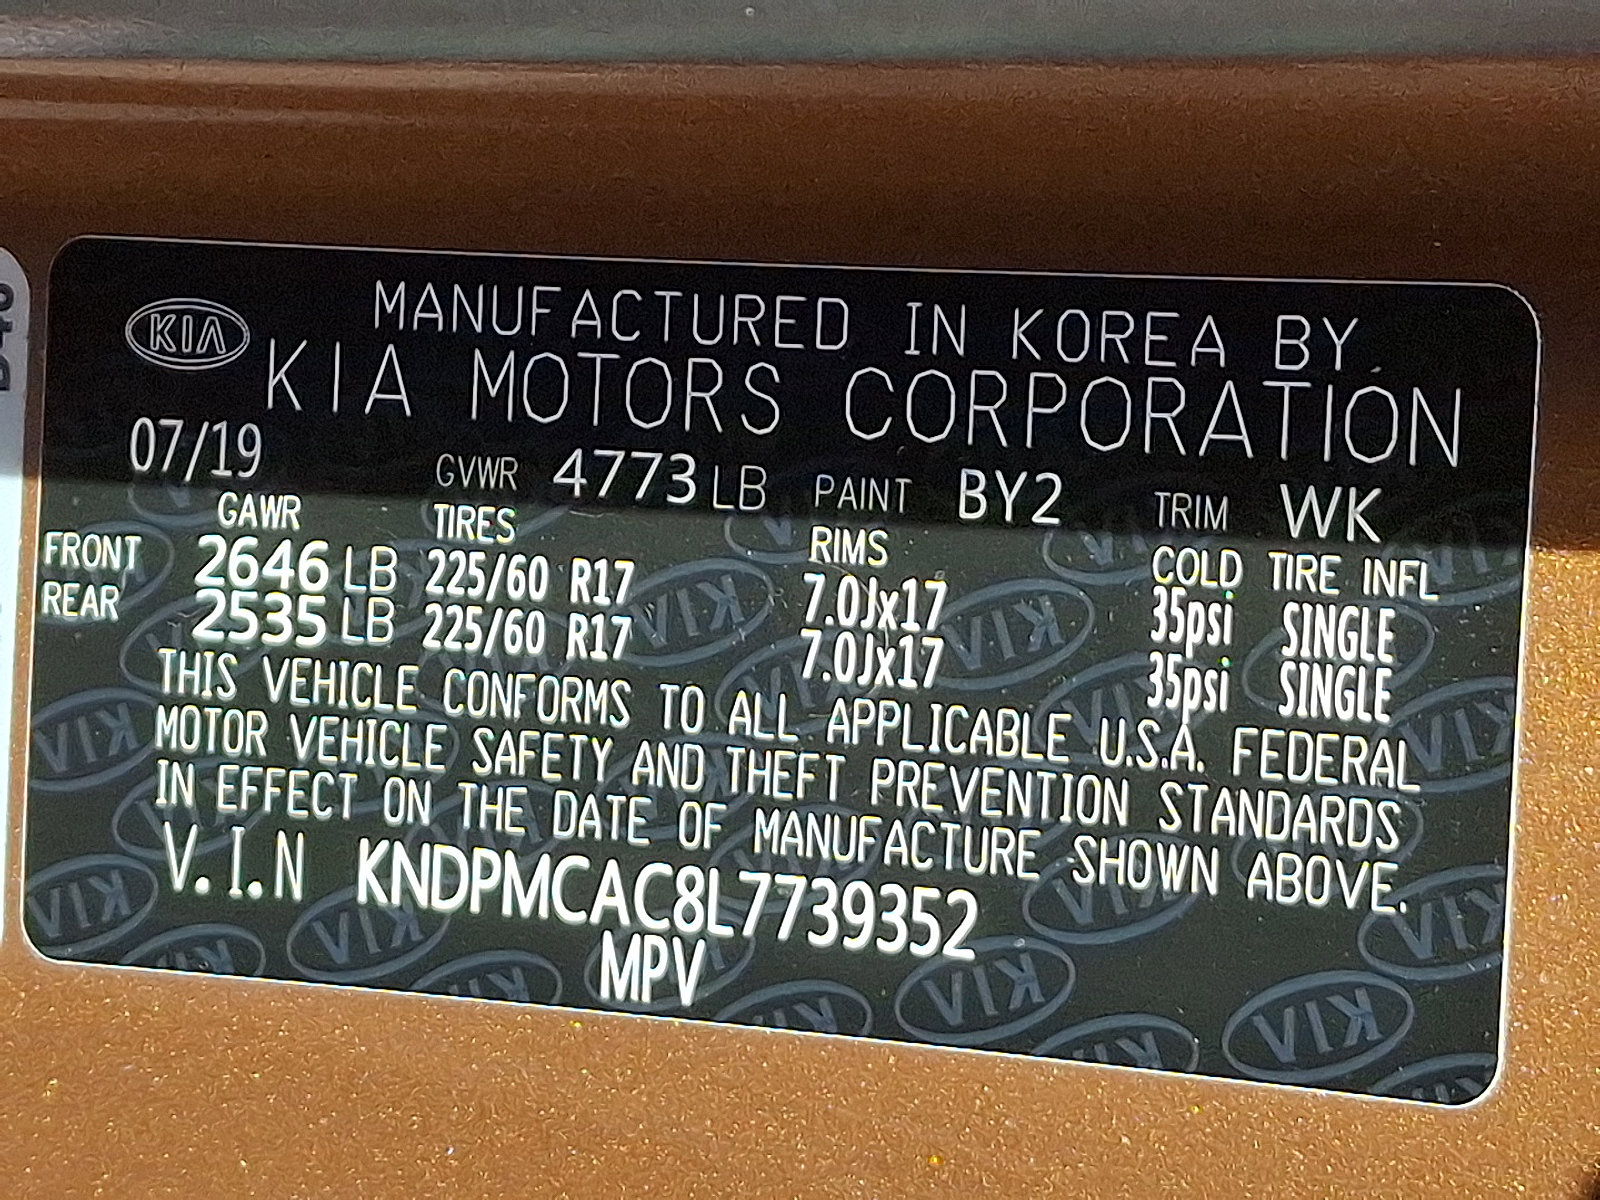 KIA
MANUFACTURED IN KOREA BY
KIA MOTORS CORPORATION
07/19 GVWR 4773 LB PAINT BY2 TRIM WK
GAWR TIRES RIMS COLD TIRE INFL
FRONT 2646 LB 225/60 R17 7.0Jx17 35psi SINGLE
REAR 2535 LB 225/60 R17 7.0Jx17 35psi SINGLE
THIS VEHICLE CONFORMS TO ALL APPLICABLE U.S.A. FEDERAL
MOTOR VEHICLE SAFETY AND THEFT PREVENTION STANDARDS
IN EFFECT ON THE DATE OF MANUFACTURE SHOWN ABOVE.
V.I.N KNDPMCAC8L7739352
MPV